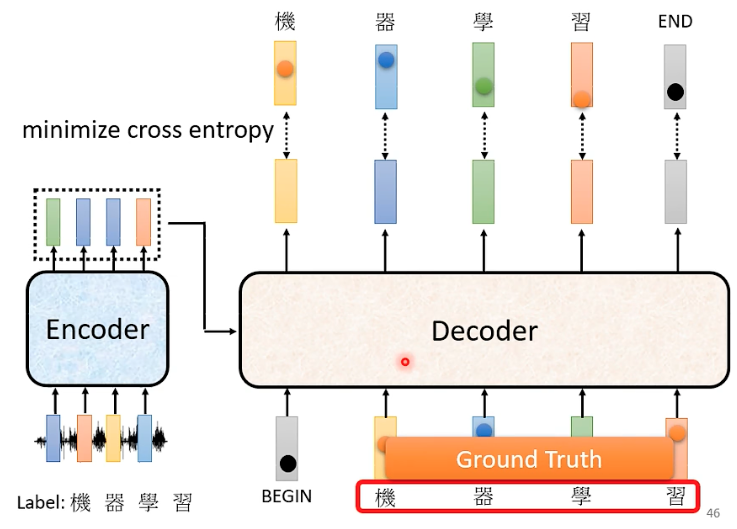 機 器 學 習 END
minimize cross entropy
Encoder
Decoder
Ground Truth
BEGIN 機 器 學 習
Label: 機 器 學 習
46